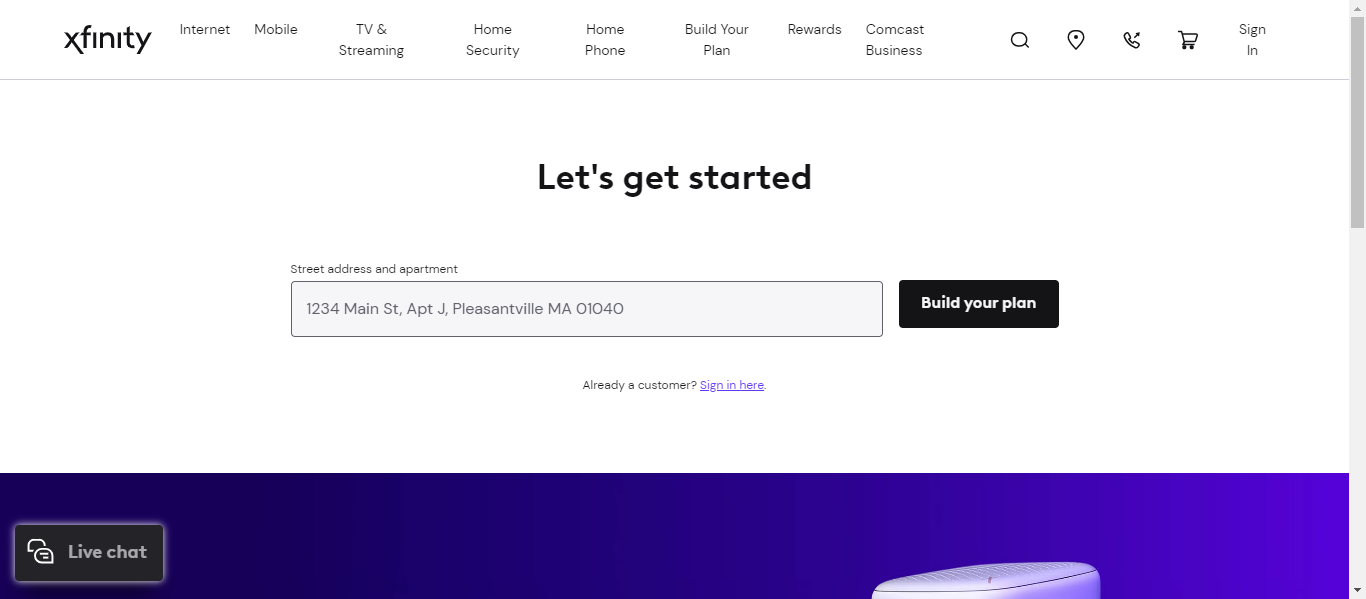 xfinity
Internet
Mobile
TV &
Streaming
Home
Security
Home
Phone
Build Your
Plan
Rewards
Comcast
Business
Sign
In
Let's get started
Street address and apartment
1234 Main St, Apt J, Pleasantville MA 01040
Build your plan
Already a customer? Sign in here.
Live chat